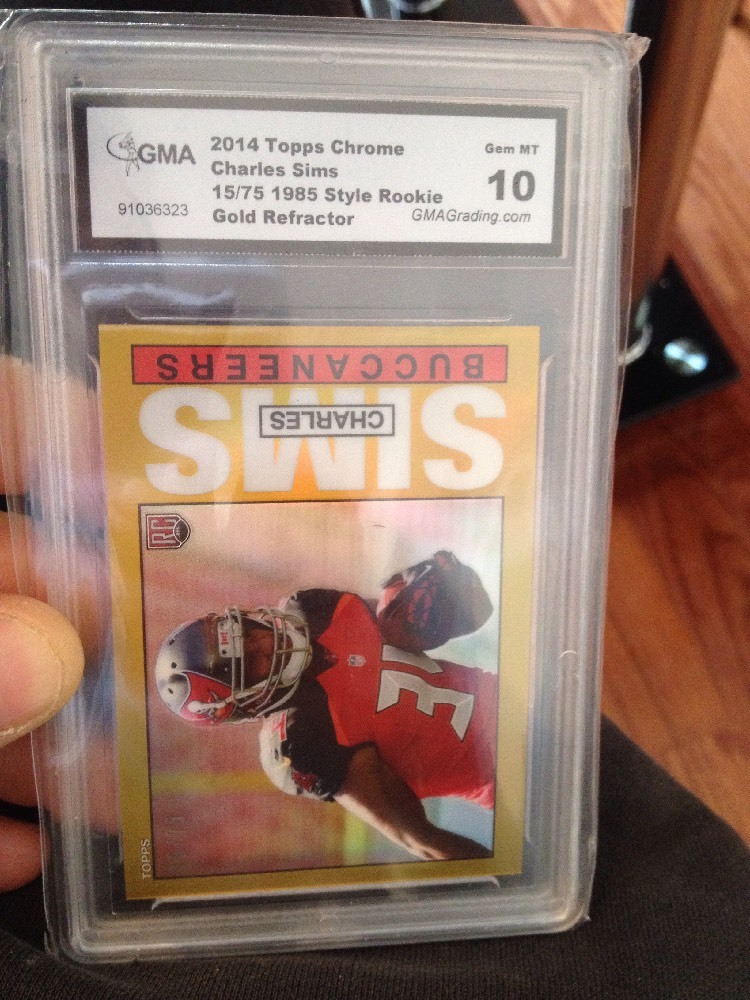 GMA
2014 Topps Chrome
Charles Sims
15/75 1985 Style Rookie
Gold Refractor
91036323
Gem MT
10
GMAGrading.com
BUCCANEERS
SIMS
CHARLES
RC
TOPPS